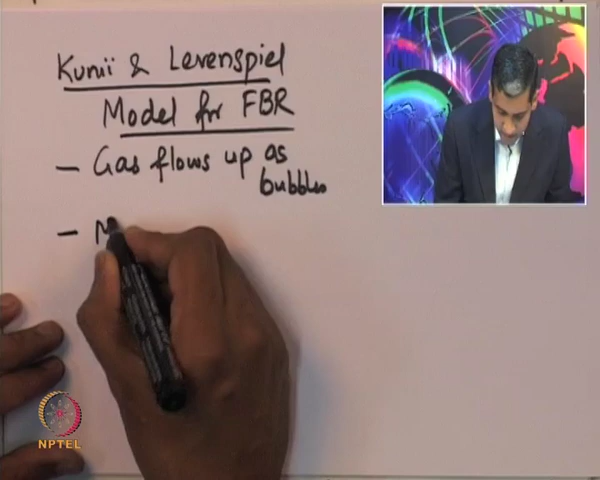 Kunii & Levenspiel
Model for FBR
- Gas flows up as
bubbles
-
NPTEL